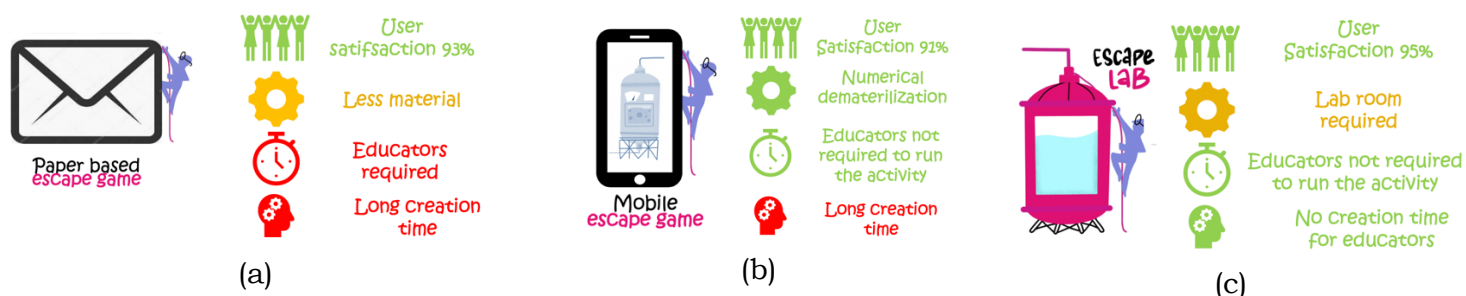 User
satifsaction 93%
Less material
Educators
required
Long creation
time
Paper based
escape game
(a)
User
Satisfaction 91%
Numerical
dematerilization
Educators not
required to run
the activity
Long creation
time
Mobile
escape game
(b)
ESCAPE
LAB
User
Satisfaction 95%
Lab room
required
Educators not required
to run the activity
No creation time
for educators
(c)